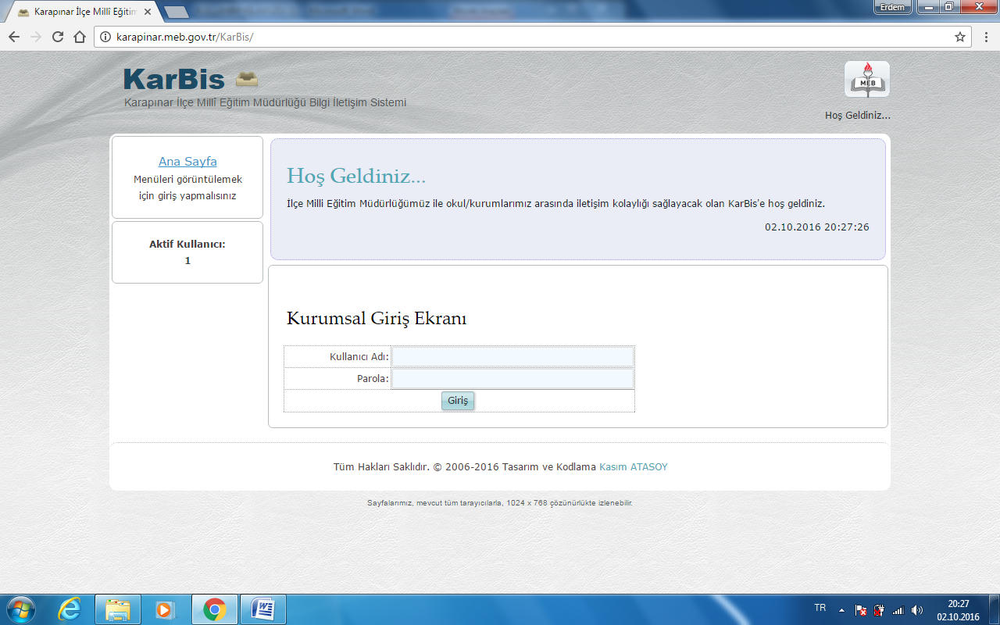 Karapınar İlçe Millî Eğitim
Erdem
karapinar.meb.gov.tr/KarBis/
KarBis
Karapınar İlçe Millî Eğitim Müdürlüğü Bilgi İletişim Sistemi
MEB
Hoş Geldiniz...
Ana Sayfa
Menüleri görüntülemek
için giriş yapmalısınız
Aktif Kullanıcı:
1
Hoş Geldiniz...
İlçe Milli Eğitim Müdürlüğümüz ile okul/kurumlarımız arasında iletişim kolaylığı sağlayacak olan KarBis'e hoş geldiniz.
02.10.2016 20:27:26
Kurumsal Giriş Ekranı
Kullanıcı Adı:
Parola:
Giriş
Tüm Hakları Saklıdır. © 2006-2016 Tasarım ve Kodlama Kasım ATASOY
Sayfalarımız, mevcut tüm tarayıcılarla, 1024 x 768 çözünürlükte izlenebilir.
TR
20:27
02.10.2016